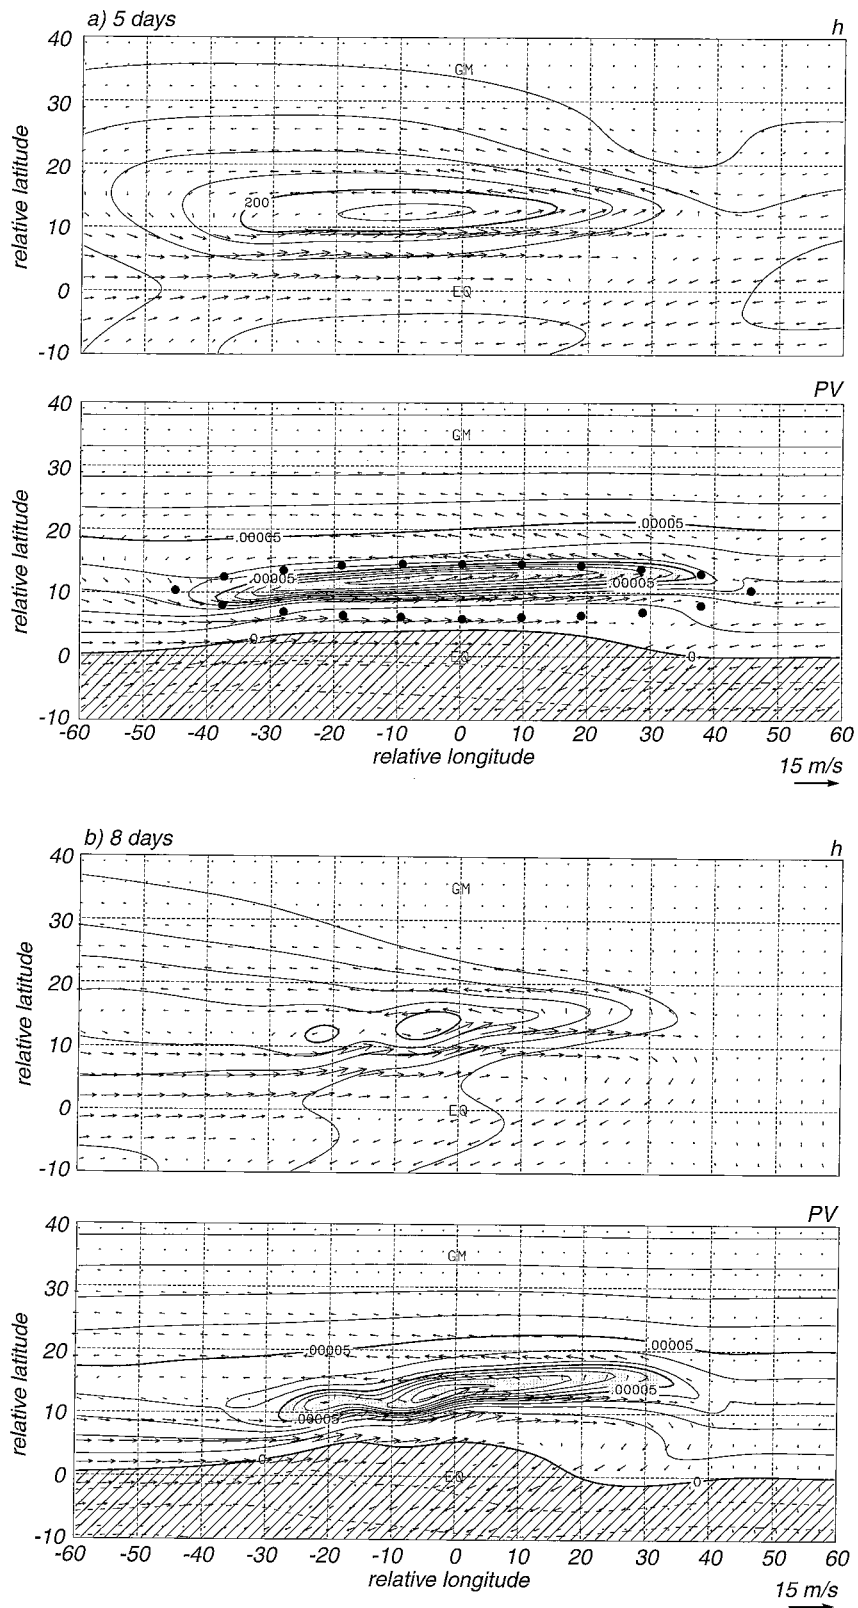 a) 5 days
h
40
GM
30
20
200
10
0
EQ
-10
relative latitude
PV
40
GM
30
.00005
.00005
20
.00005
.00005
10
0
0
EQ
0
-10
relative latitude
-60 -50 -40 -30 -20 -10 0 10 20 30 40 50 60
relative longitude
15 m/s
b) 8 days
h
40
GM
30
20
10
0
EQ
-10
relative latitude
PV
40
GM
30
.00005
.00005
20
.00005
.00005
10
0
0
EQ
0
-10
relative latitude
-60 -50 -40 -30 -20 -10 0 10 20 30 40 50 60
relative longitude
15 m/s